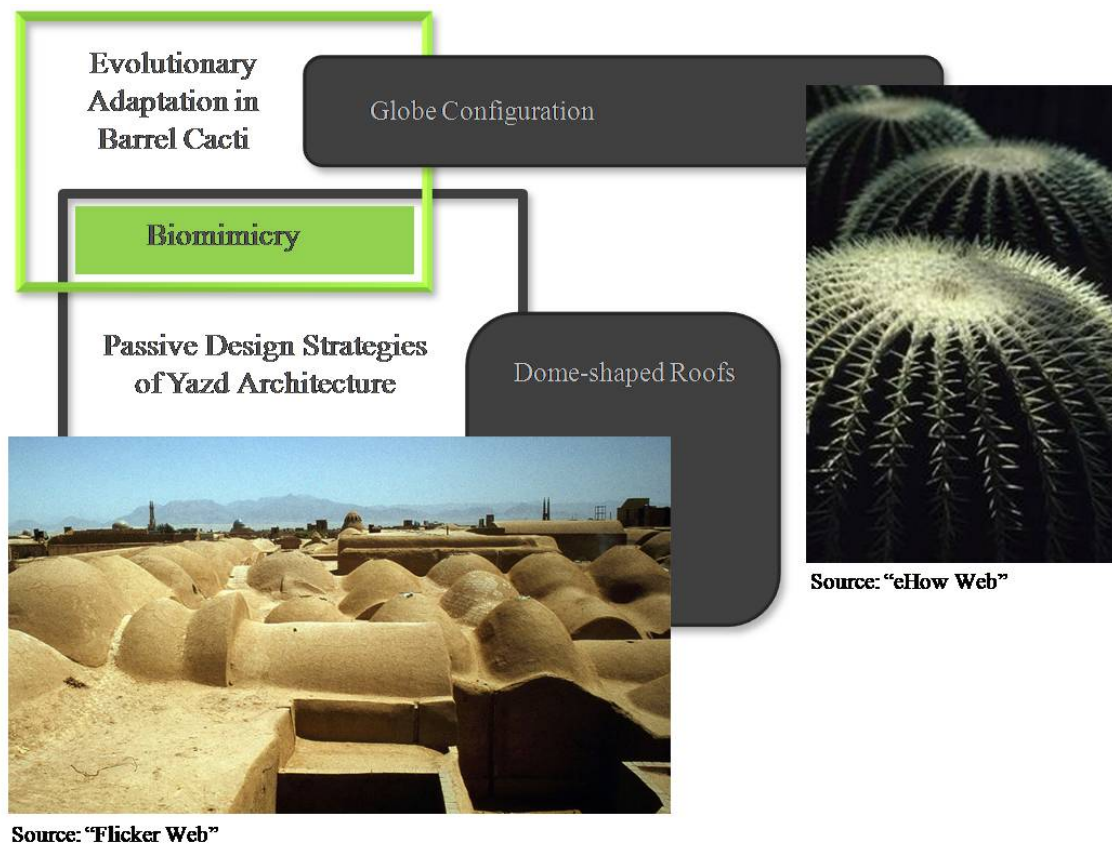 Evolutionary
Adaptation in
Barrel Cacti
Globe Configuration
Biomimicry
Passive Design Strategies
of Yazd Architecture
Dome-shaped Roofs
Source: “eHow Web”
Source: “Flicker Web”